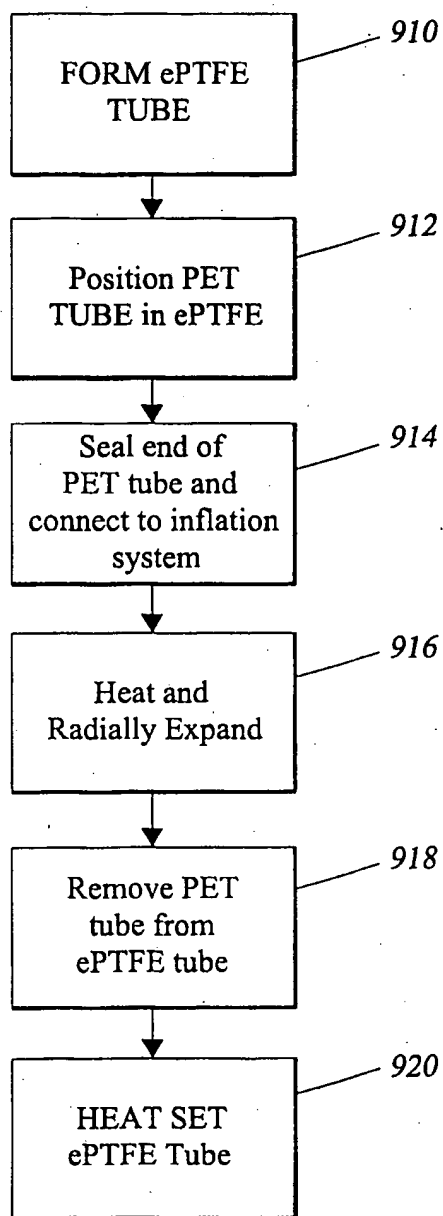 910
FORM ePTFE
TUBE
912
Position PET
TUBE in ePTFE
914
Seal end of
PET tube and
connect to inflation
system
916
Heat and
Radially Expand
918
Remove PET
tube from
ePTFE tube
920
HEAT SET
ePTFE Tube